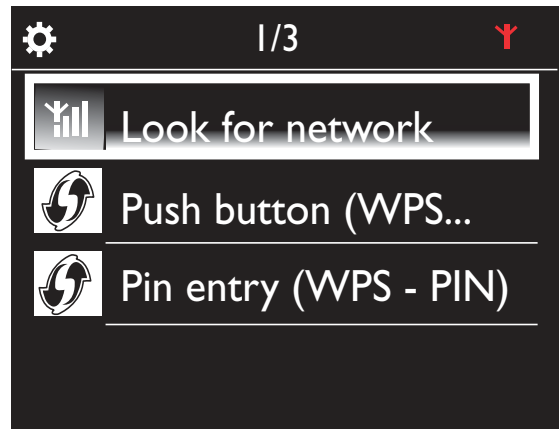 1/3
Look for network
Push button (WPS...
Pin entry (WPS - PIN)